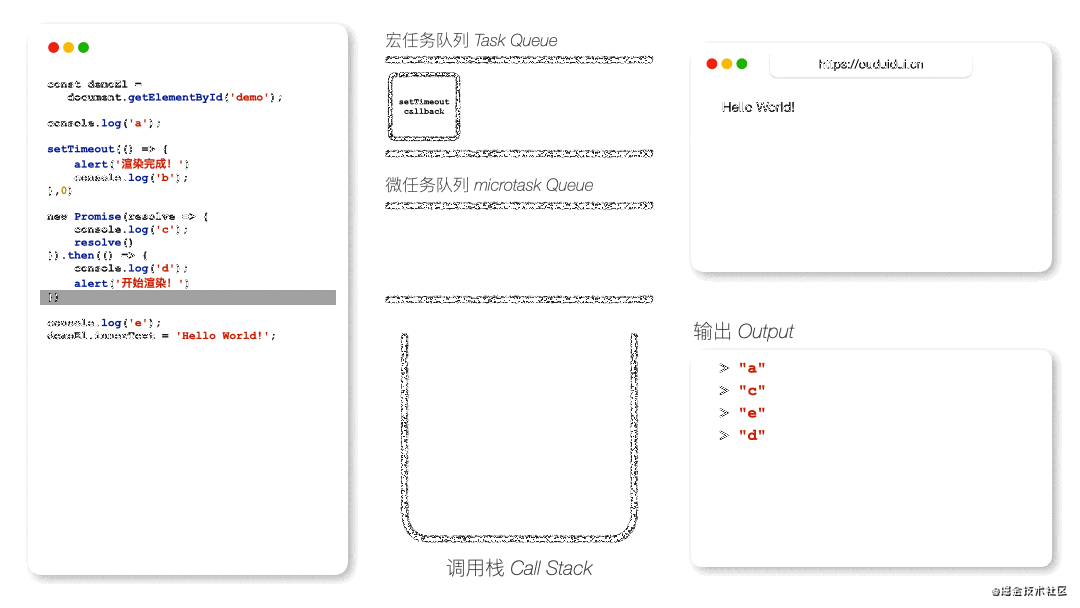 const demoEl =
document.getElementById('demo');
console.log('a');
setTimeout(() => {
alert('渲染完成！')
console.log('b');
},0)
new Promise(resolve => {
console.log('c');
resolve()
}).then(() => {
console.log('d');
alert('开始渲染！')
})
console.log('e');
demoEl.innerText = 'Hello World!';
宏任务队列 Task Queue
setTimeout
callback
微任务队列 microtask Queue
调用栈 Call Stack
https://ouduidui.cn
Hello World!
输出 Output
> "a"
> "c"
> "e"
> "d"
@掘金技术社区